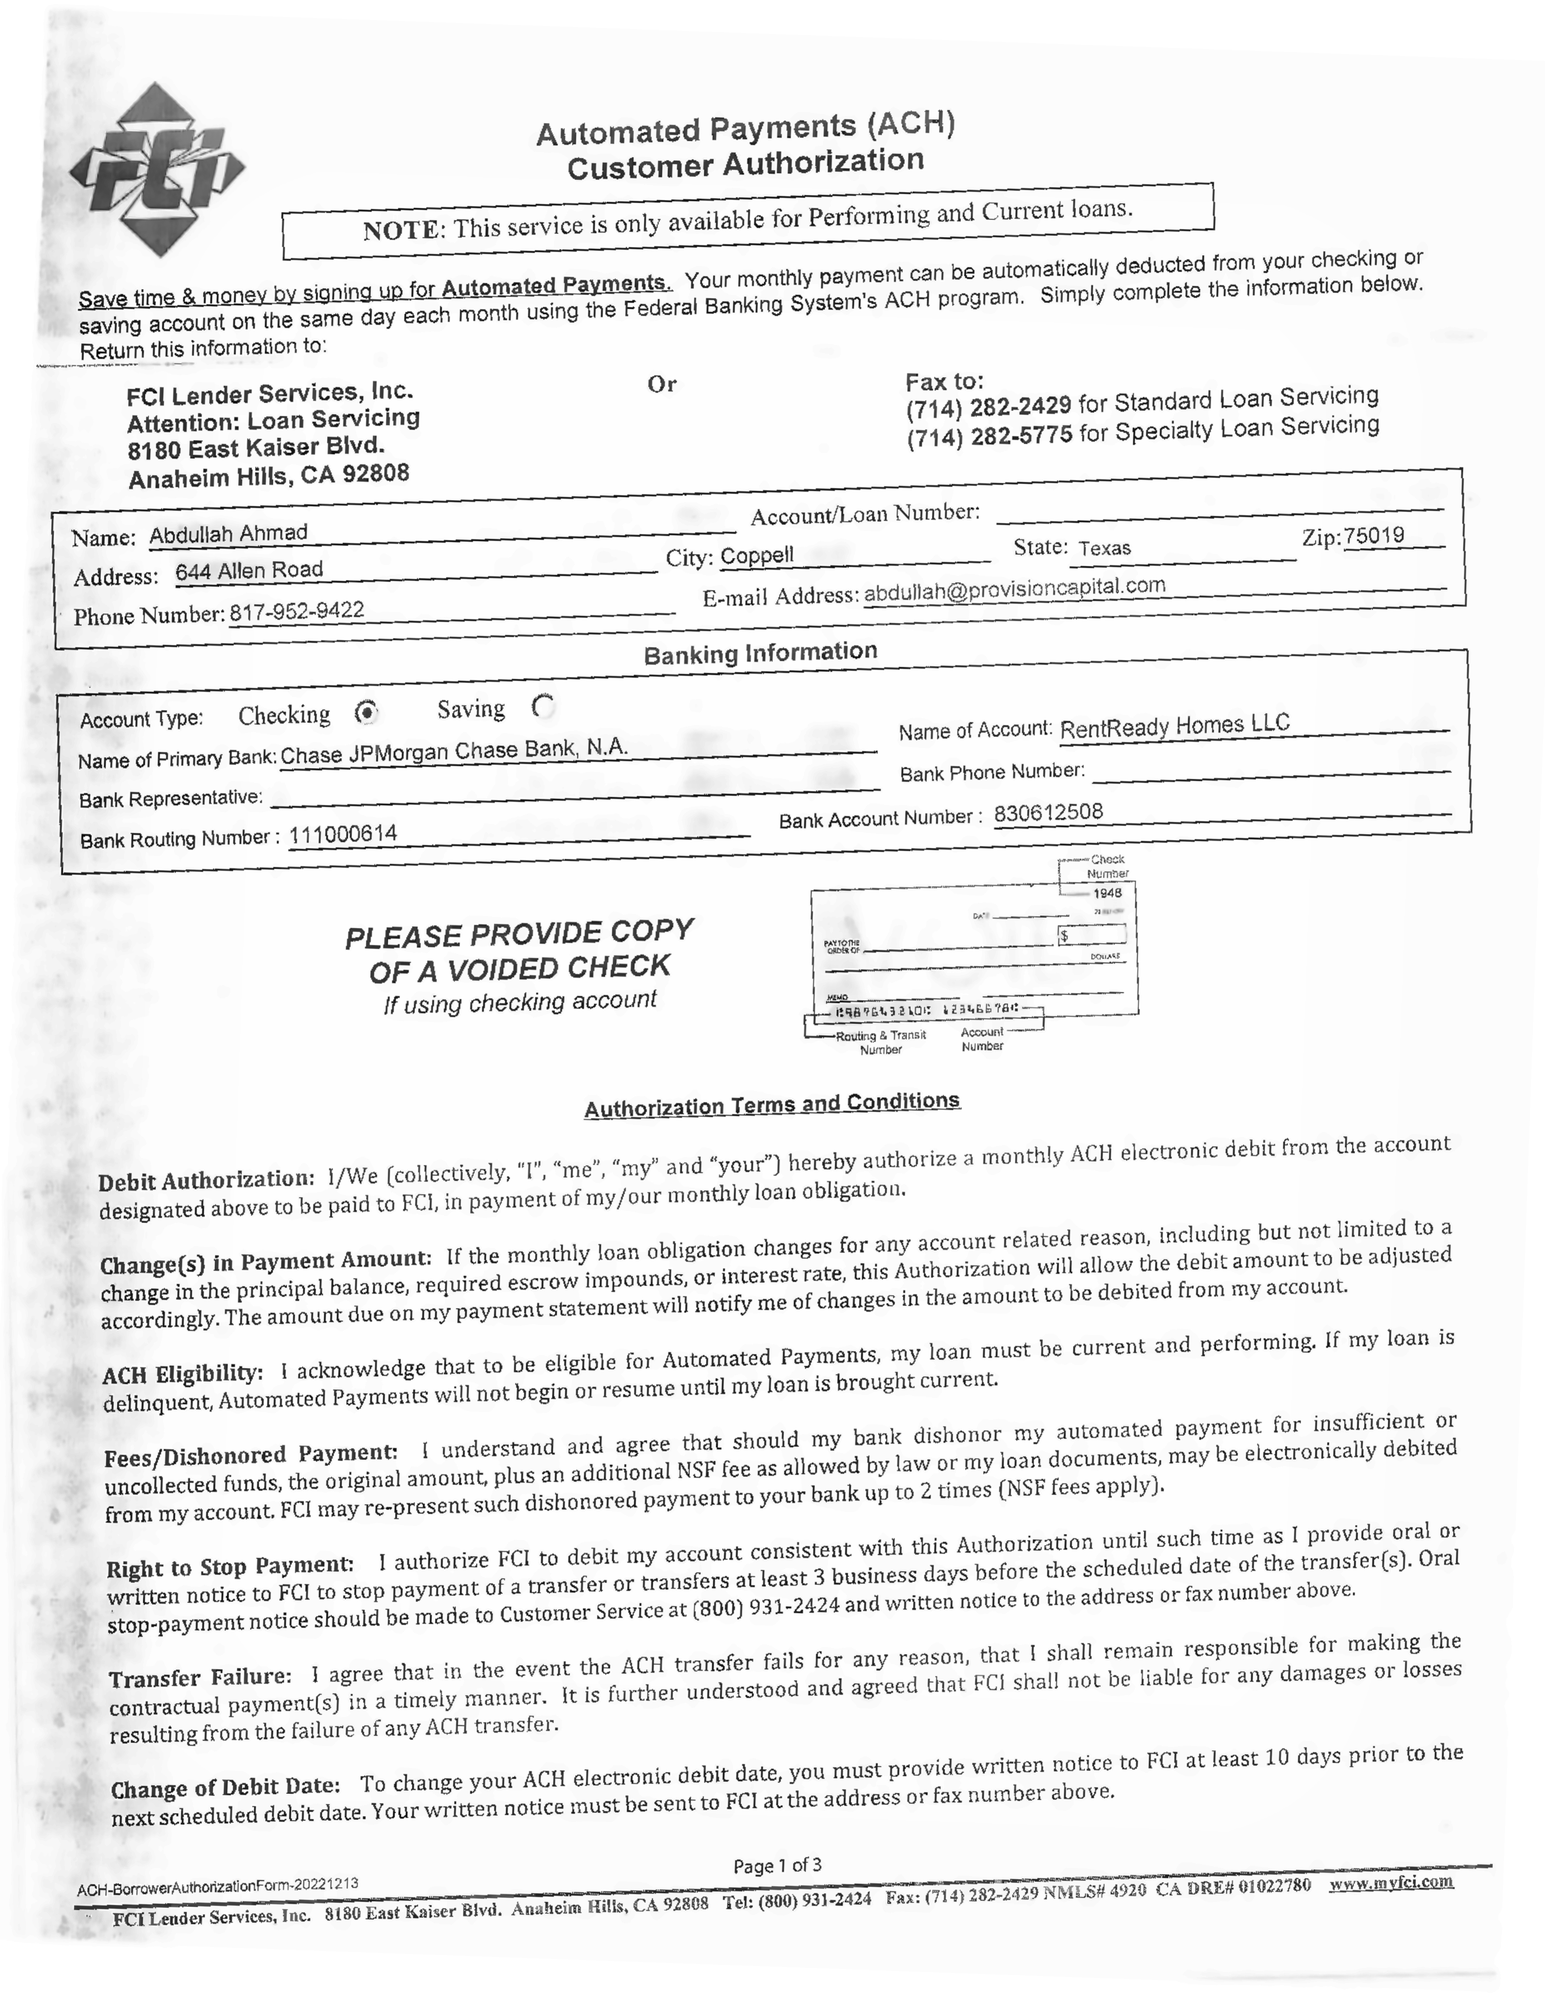 FCI
Automated Payments (ACH)
Customer Authorization
NOTE: This service is only available for Performing and Current loans.
Save time & money by signing up for Automated Payments. Your monthly payment can be automatically deducted from your checking or
saving account on the same day each month using the Federal Banking System's ACH program. Simply complete the information below.
Return this information to:
FCI Lender Services, Inc.
Attention: Loan Servicing
8180 East Kaiser Blvd.
Anaheim Hills, CA 92808
Or
Fax to:
(714) 282-2429 for Standard Loan Servicing
(714) 282-5775 for Specialty Loan Servicing
Name: Abdullah Ahmad Account/Loan Number:
Address: 644 Allen Road City: Coppell State: Texas Zip:75019
Phone Number: 817-952-9422 E-mail Address: abdullah@provisioncapital.com
Banking Information
Account Type: Checking Saving
Name of Primary Bank: Chase JPMorgan Chase Bank, N.A. Name of Account: RentReady Homes LLC
Bank Representative: Bank Phone Number:
Bank Routing Number : 111000614 Bank Account Number : 830612508
PLEASE PROVIDE COPY
OF A VOIDED CHECK
If using checking account
Check
Number
1948
DATE
PAY TO THE
ORDER OF
$
DOLLARS
MEMO
Routing & Transit
Number
Account
Number
Authorization Terms and Conditions
Debit Authorization: I/We (collectively, "I", "me", "my" and "your") hereby authorize a monthly ACH electronic debit from the account
designated above to be paid to FCI, in payment of my/our monthly loan obligation.
Change(s) in Payment Amount: If the monthly loan obligation changes for any account related reason, including but not limited to a
change in the principal balance, required escrow impounds, or interest rate, this Authorization will allow the debit amount to be adjusted
accordingly. The amount due on my payment statement will notify me of changes in the amount to be debited from my account.
ACH Eligibility: I acknowledge that to be eligible for Automated Payments, my loan must be current and performing. If my loan is
delinquent, Automated Payments will not begin or resume until my loan is brought current.
Fees/Dishonored Payment: I understand and agree that should my bank dishonor my automated payment for insufficient or
uncollected funds, the original amount, plus an additional NSF fee as allowed by law or my loan documents, may be electronically debited
from my account. FCI may re-present such dishonored payment to your bank up to 2 times (NSF fees apply).
Right to Stop Payment: I authorize FCI to debit my account consistent with this Authorization until such time as I provide oral or
written notice to FCI to stop payment of a transfer or transfers at least 3 business days before the scheduled date of the transfer(s). Oral
stop-payment notice should be made to Customer Service at (800) 931-2424 and written notice to the address or fax number above.
Transfer Failure: I agree that in the event the ACH transfer fails for any reason, that I shall remain responsible for making the
contractual payment(s) in a timely manner. It is further understood and agreed that FCI shall not be liable for any damages or losses
resulting from the failure of any ACH transfer.
Change of Debit Date: To change your ACH electronic debit date, you must provide written notice to FCI at least 10 days prior to the
next scheduled debit date. Your written notice must be sent to FCI at the address or fax number above.
Page 1 of 3
ACH-BorrowerAuthorizationForm-20221213
FCI Lender Services, Inc. 8180 East Kaiser Blvd. Anaheim Hills, CA 92808 Tel: (800) 931-2424 Fax: (714) 282-2429 NMLS# 4920 CA DRE# 01022780 www.myfci.com